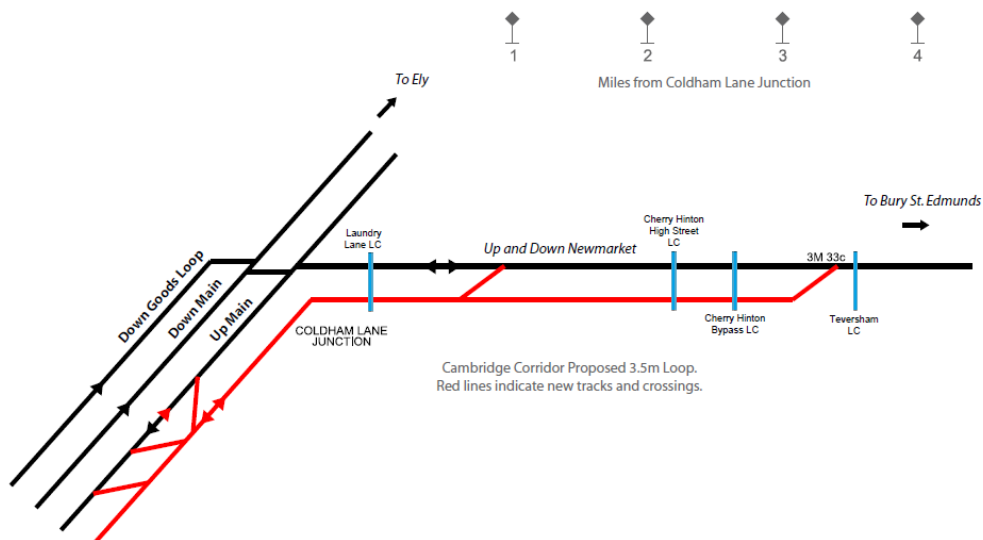 1 2 3 4
Miles from Coldham Lane Junction
To Ely
To Bury St. Edmunds
Down Goods Loop
Down Main
Up Main
Laundry
Lane LC
Up and Down Newmarket
Cherry Hinton
High Street
LC
3M 33c
COLDHAM LANE
JUNCTION
Cherry Hinton
Bypass LC
Teversham
LC
Cambridge Corridor Proposed 3.5m Loop.
Red lines indicate new tracks and crossings.